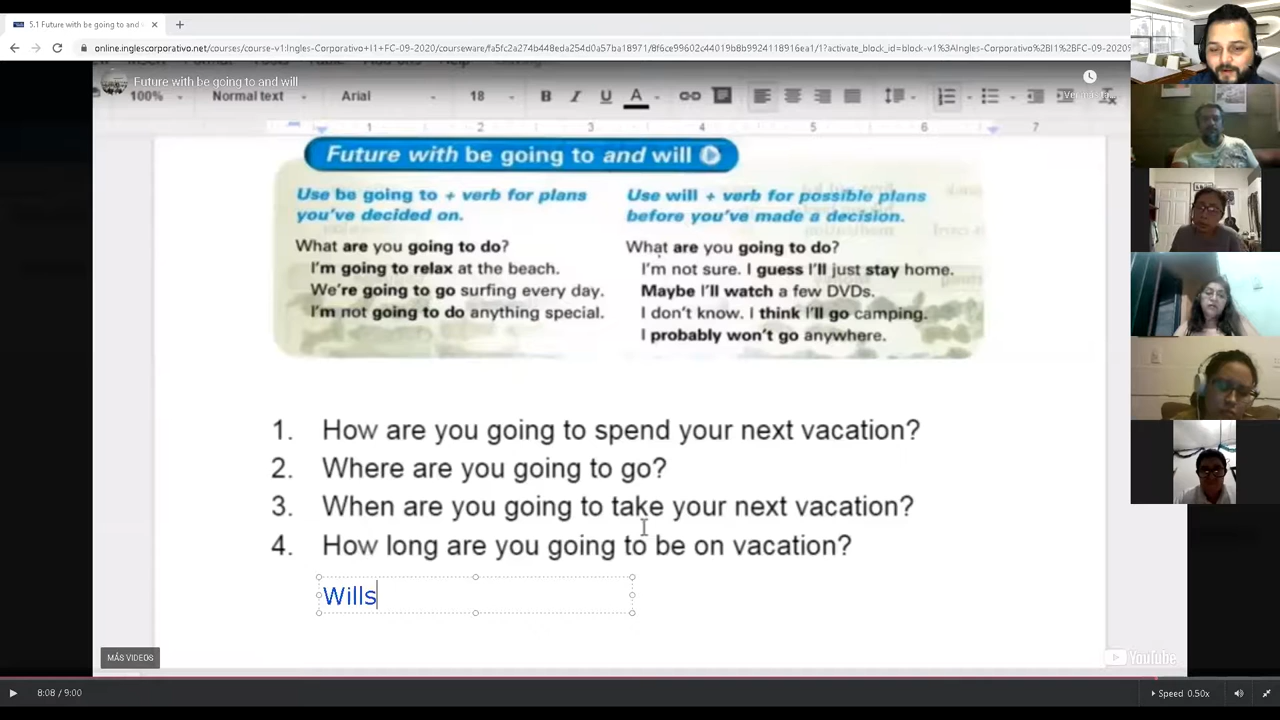 5.1 Future with be going to and
online.inglescorporativo.net/courses/course-v1:Ingles-Corporativo+I1+FC-09-2020/courseware/fa5fc2a274b448eda254d0a57ba18971/8f6ce99602c44019b8b9924118916ea1/1?activate_block_id=block-v1%3AIngles-Corporativo%2BI1%2BFC-09-2020%
Future with be going to and will
100% Normal text Arial 18 B I U A
1 2 3 4 5 6 7
Future with be going to and will
Use be going to + verb for plans
you've decided on.
What are you going to do?
I'm going to relax at the beach.
We're going to go surfing every day.
I'm not going to do anything special.
Use will + verb for possible plans
before you've made a decision.
What are you going to do?
I'm not sure. I guess I'll just stay home.
Maybe I'll watch a few DVDs.
I don't know. I think I'll go camping.
I probably won't go anywhere.
1. How are you going to spend your next vacation?
2. Where are you going to go?
3. When are you going to take your next vacation?
4. How long are you going to be on vacation?
Wills
MÁS VIDEOS
YouTube
8:08 / 9:00
Speed 0.50x